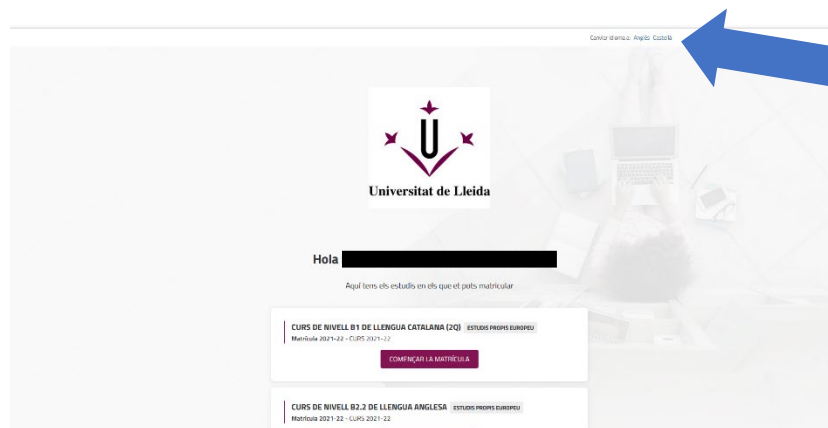 Canviar idioma a: Anglès Castellà
Universitat de Lleida
Hola
Aquí tens els estudis en els que et pots matricular
CURS DE NIVELL B1 DE LLENGUA CATALANA (2Q) ESTUDIS PROPIS EUROPEU
Matrícula 2021-22 - CURS 2021-22
COMENÇAR LA MATRÍCULA
CURS DE NIVELL B2.2 DE LLENGUA ANGLESA ESTUDIS PROPIS EUROPEU
Matrícula 2021-22 - CURS 2021-22